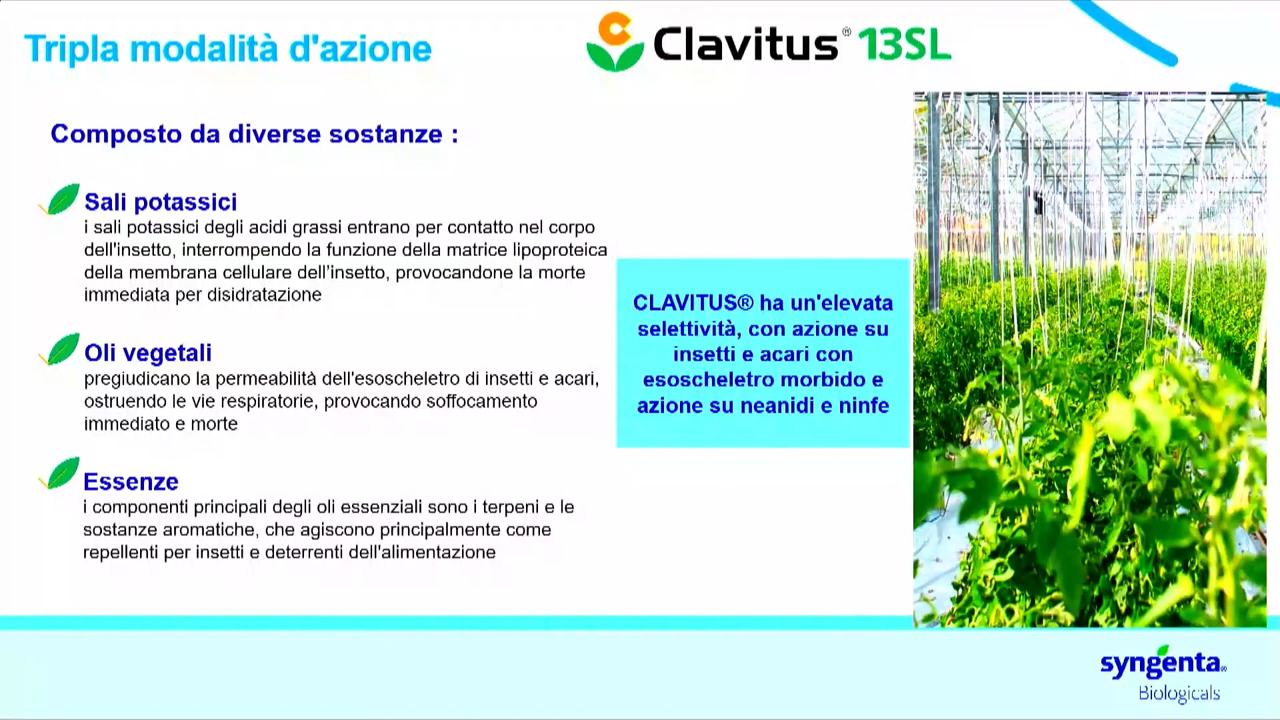 Tripla modalità d'azione
Clavitus® 13SL
Composto da diverse sostanze :
Sali potassici
i sali potassici degli acidi grassi entrano per contatto nel corpo
dell'insetto, interrompendo la funzione della matrice lipoproteica
della membrana cellulare dell'insetto, provocandone la morte
immediata per disidratazione
Oli vegetali
pregiudicano la permeabilità dell'esoscheletro di insetti e acari,
ostruendo le vie respiratorie, provocando soffocamento
immediato e morte
Essenze
i componenti principali degli oli essenziali sono i terpeni e le
sostanze aromatiche, che agiscono principalmente come
repellenti per insetti e deterrenti dell'alimentazione
CLAVITUS® ha un'elevata
selettività, con azione su
insetti e acari con
esoscheletro morbido e
azione su neanidi e ninfe
syngenta®
Biologicals